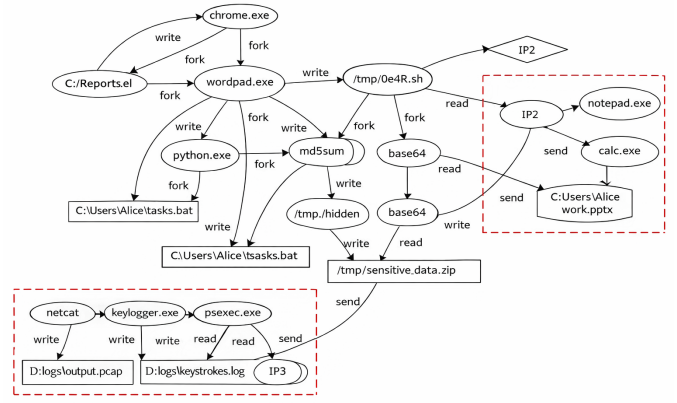 chrome.exe
write
fork
fork
C:/Reports.el
fork
wordpad.exe
write
/tmp/0e4R.sh
IP2
read
IP2
notepad.exe
write
fork
write
fork
fork
python.exe
fork
md5sum
base64
send
calc.exe
fork
read
write
C:\Users\Alice\tasks.bat
/tmp./hidden
base64
send
C:Users\Alice
work.pptx
write
write
write
read
C:\Users\Alice\tsasks.bat
/tmp/sensitive_data.zip
send
netcat
keylogger.exe
psexec.exe
write
write
write
read
read
send
D:logs\output.pcap
D:logs\keystrokes.log
IP3